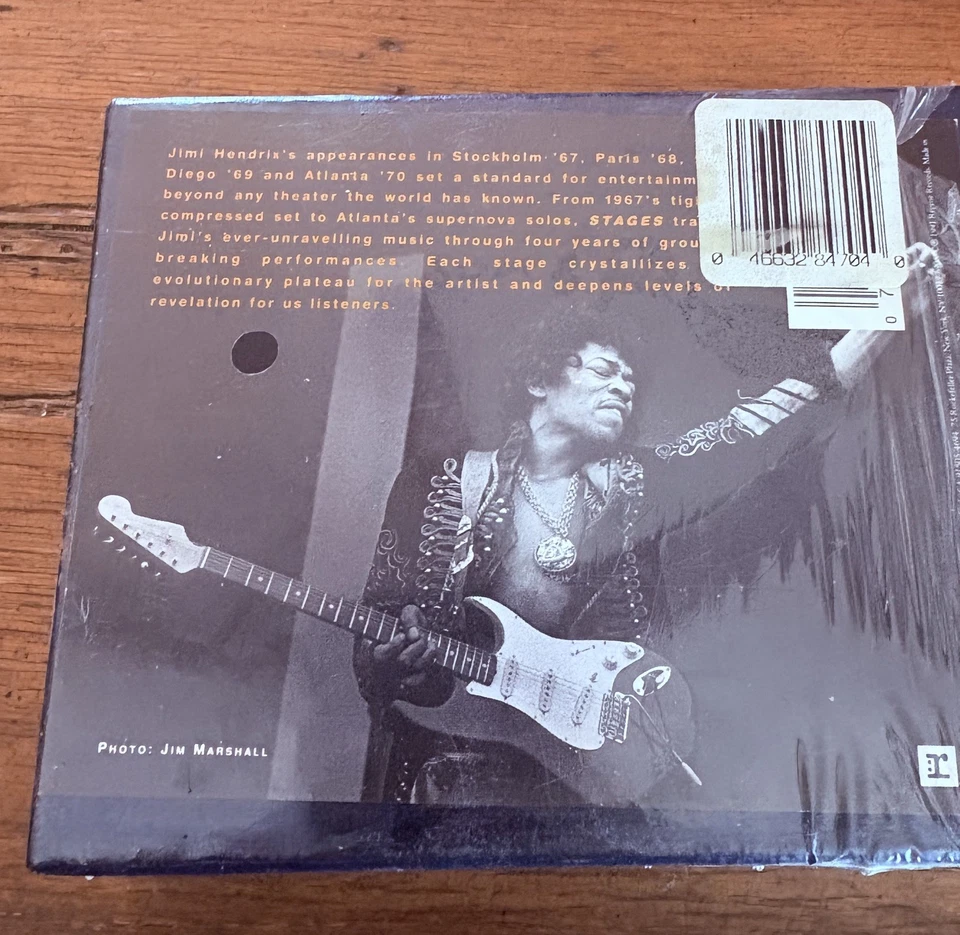 Jimi Hendrix's appearances in Stockholm '67, Paris '68,
Diego '69 and Atlanta '70 set a standard for entertainm
beyond any theater the world has known. From 1967's tigh
compressed set to Atlanta's supernova solos, STAGES tra
Jimi's ever-unravelling music through four years of grou
breaking performances. Each stage crystallizes
evolutionary plateau for the artist and deepens levels of
revelation for us listeners.
0 46632 84704 0
07
PHOTO: JIM MARSHALL
r